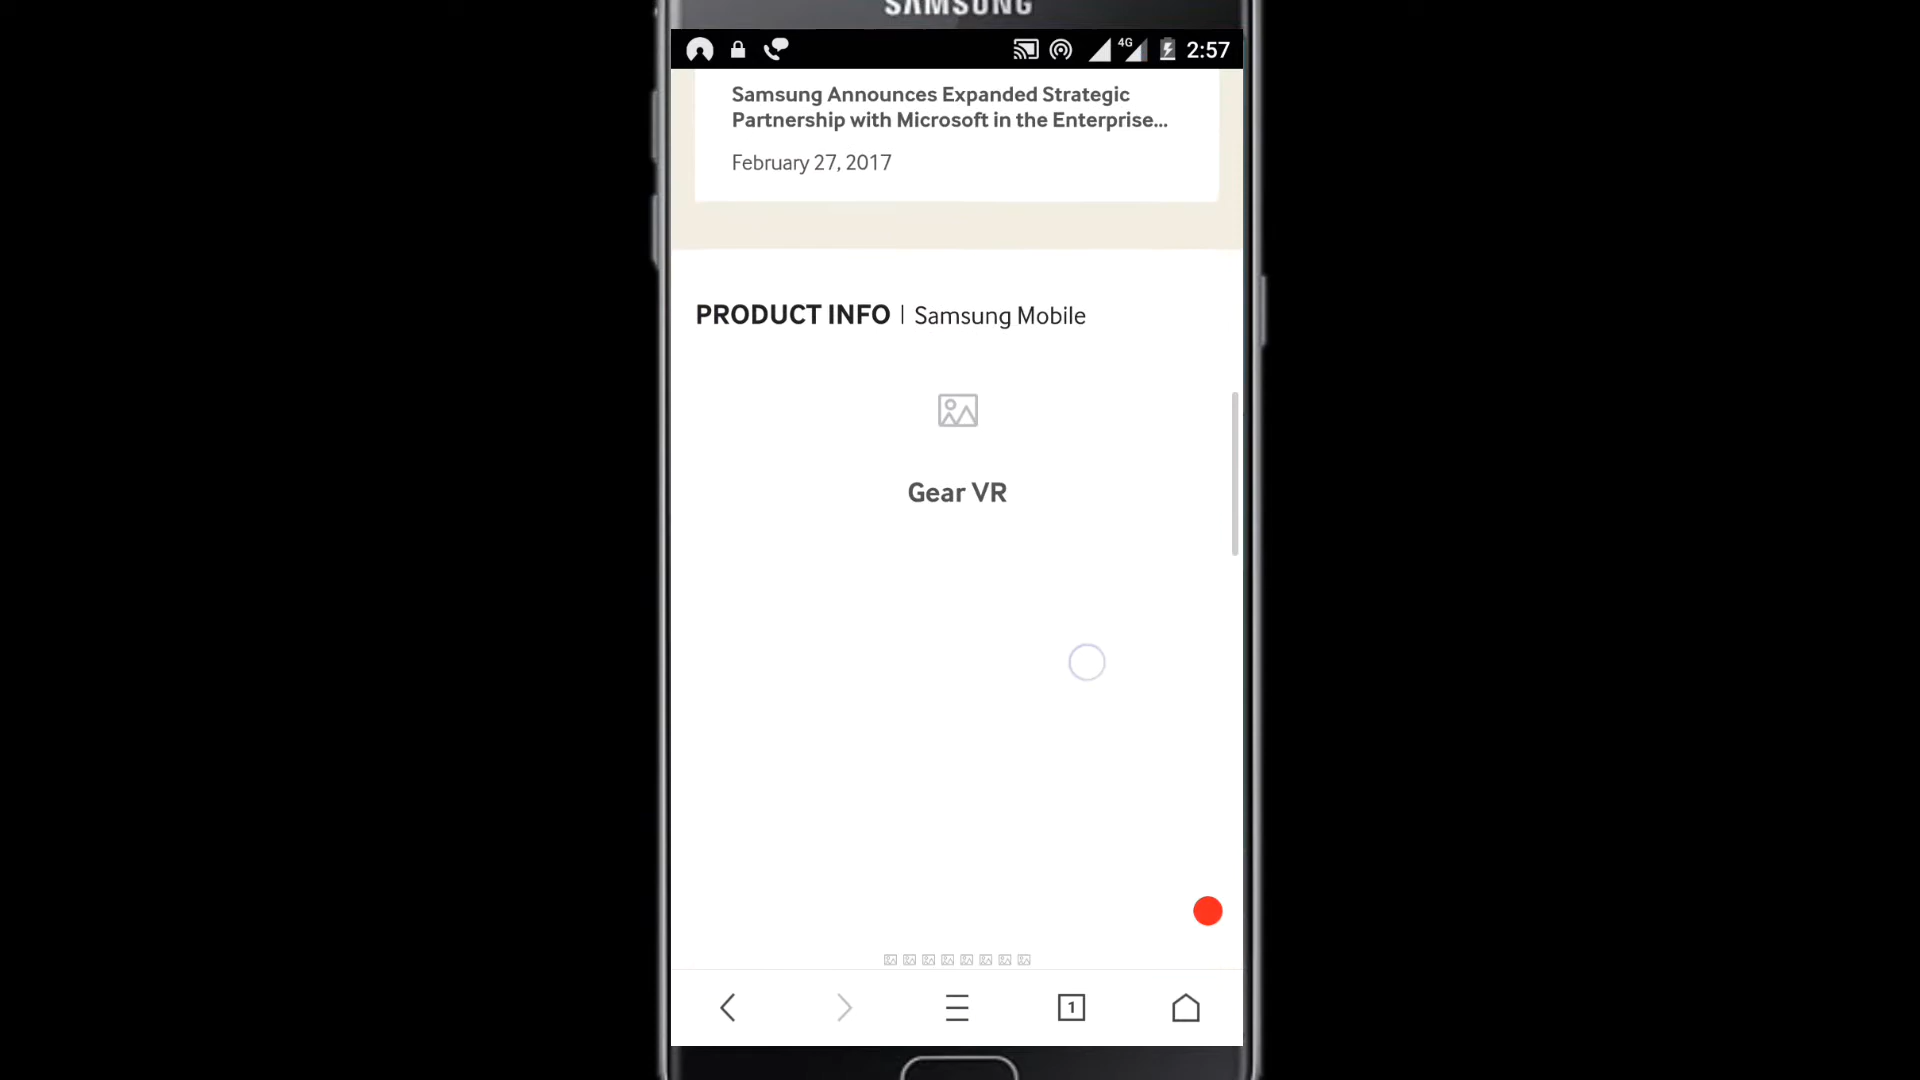 SAMSUNG
4G 2:57
Samsung Announces Expanded Strategic
Partnership with Microsoft in the Enterprise...
February 27, 2017
PRODUCT INFO | Samsung Mobile
Gear VR
1